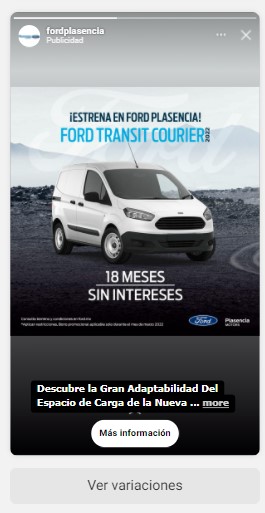 fordplasencia
Publicidad
¡ESTRENA EN FORD PLASENCIA!
FORD TRANSIT COURIER 2022
18 MESES
SIN INTERESES
Ford
Plasencia
Descubre la Gran Adaptabilidad Del
Espacio de Carga de la Nueva ... more
Más información
Ver variaciones